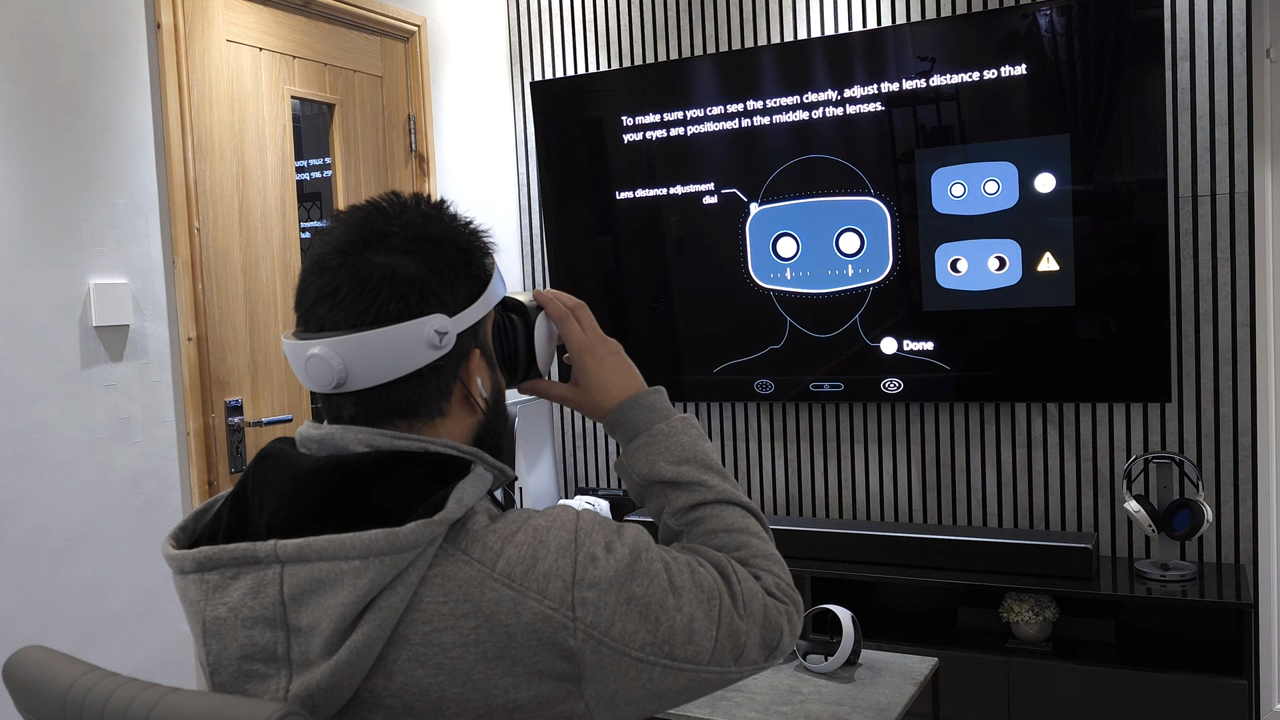 To make sure you can see the screen clearly, adjust the lens distance so that
your eyes are positioned in the middle of the lenses.
Lens distance adjustment
dial
Done